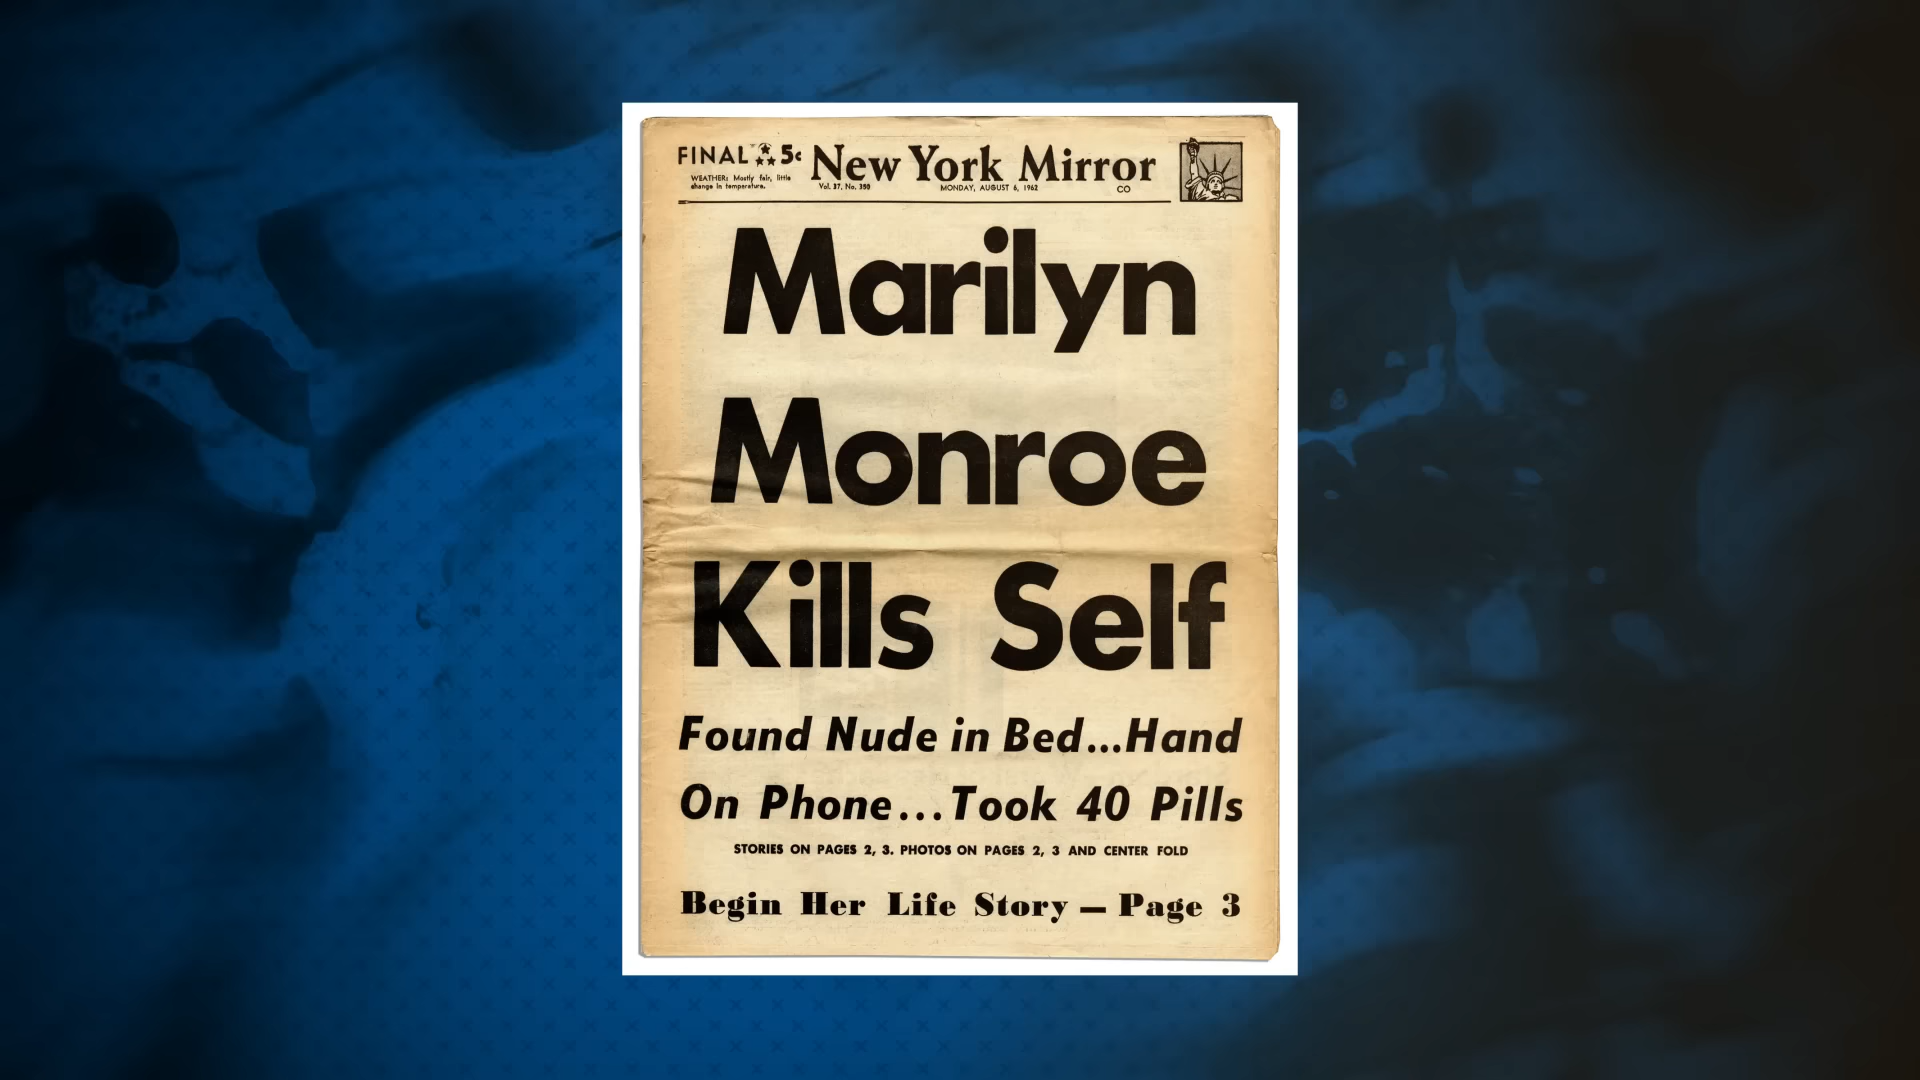 FINAL 5¢
WEATHER: Mostly fair, little
change in temperature.
New York Mirror
Vol. 37, No. 350
MONDAY, AUGUST 6, 1962
CO
Marilyn
Monroe
Kills Self
Found Nude in Bed...Hand
On Phone...Took 40 Pills
STORIES ON PAGES 2, 3. PHOTOS ON PAGES 2, 3 AND CENTER FOLD
Begin Her Life Story — Page 3